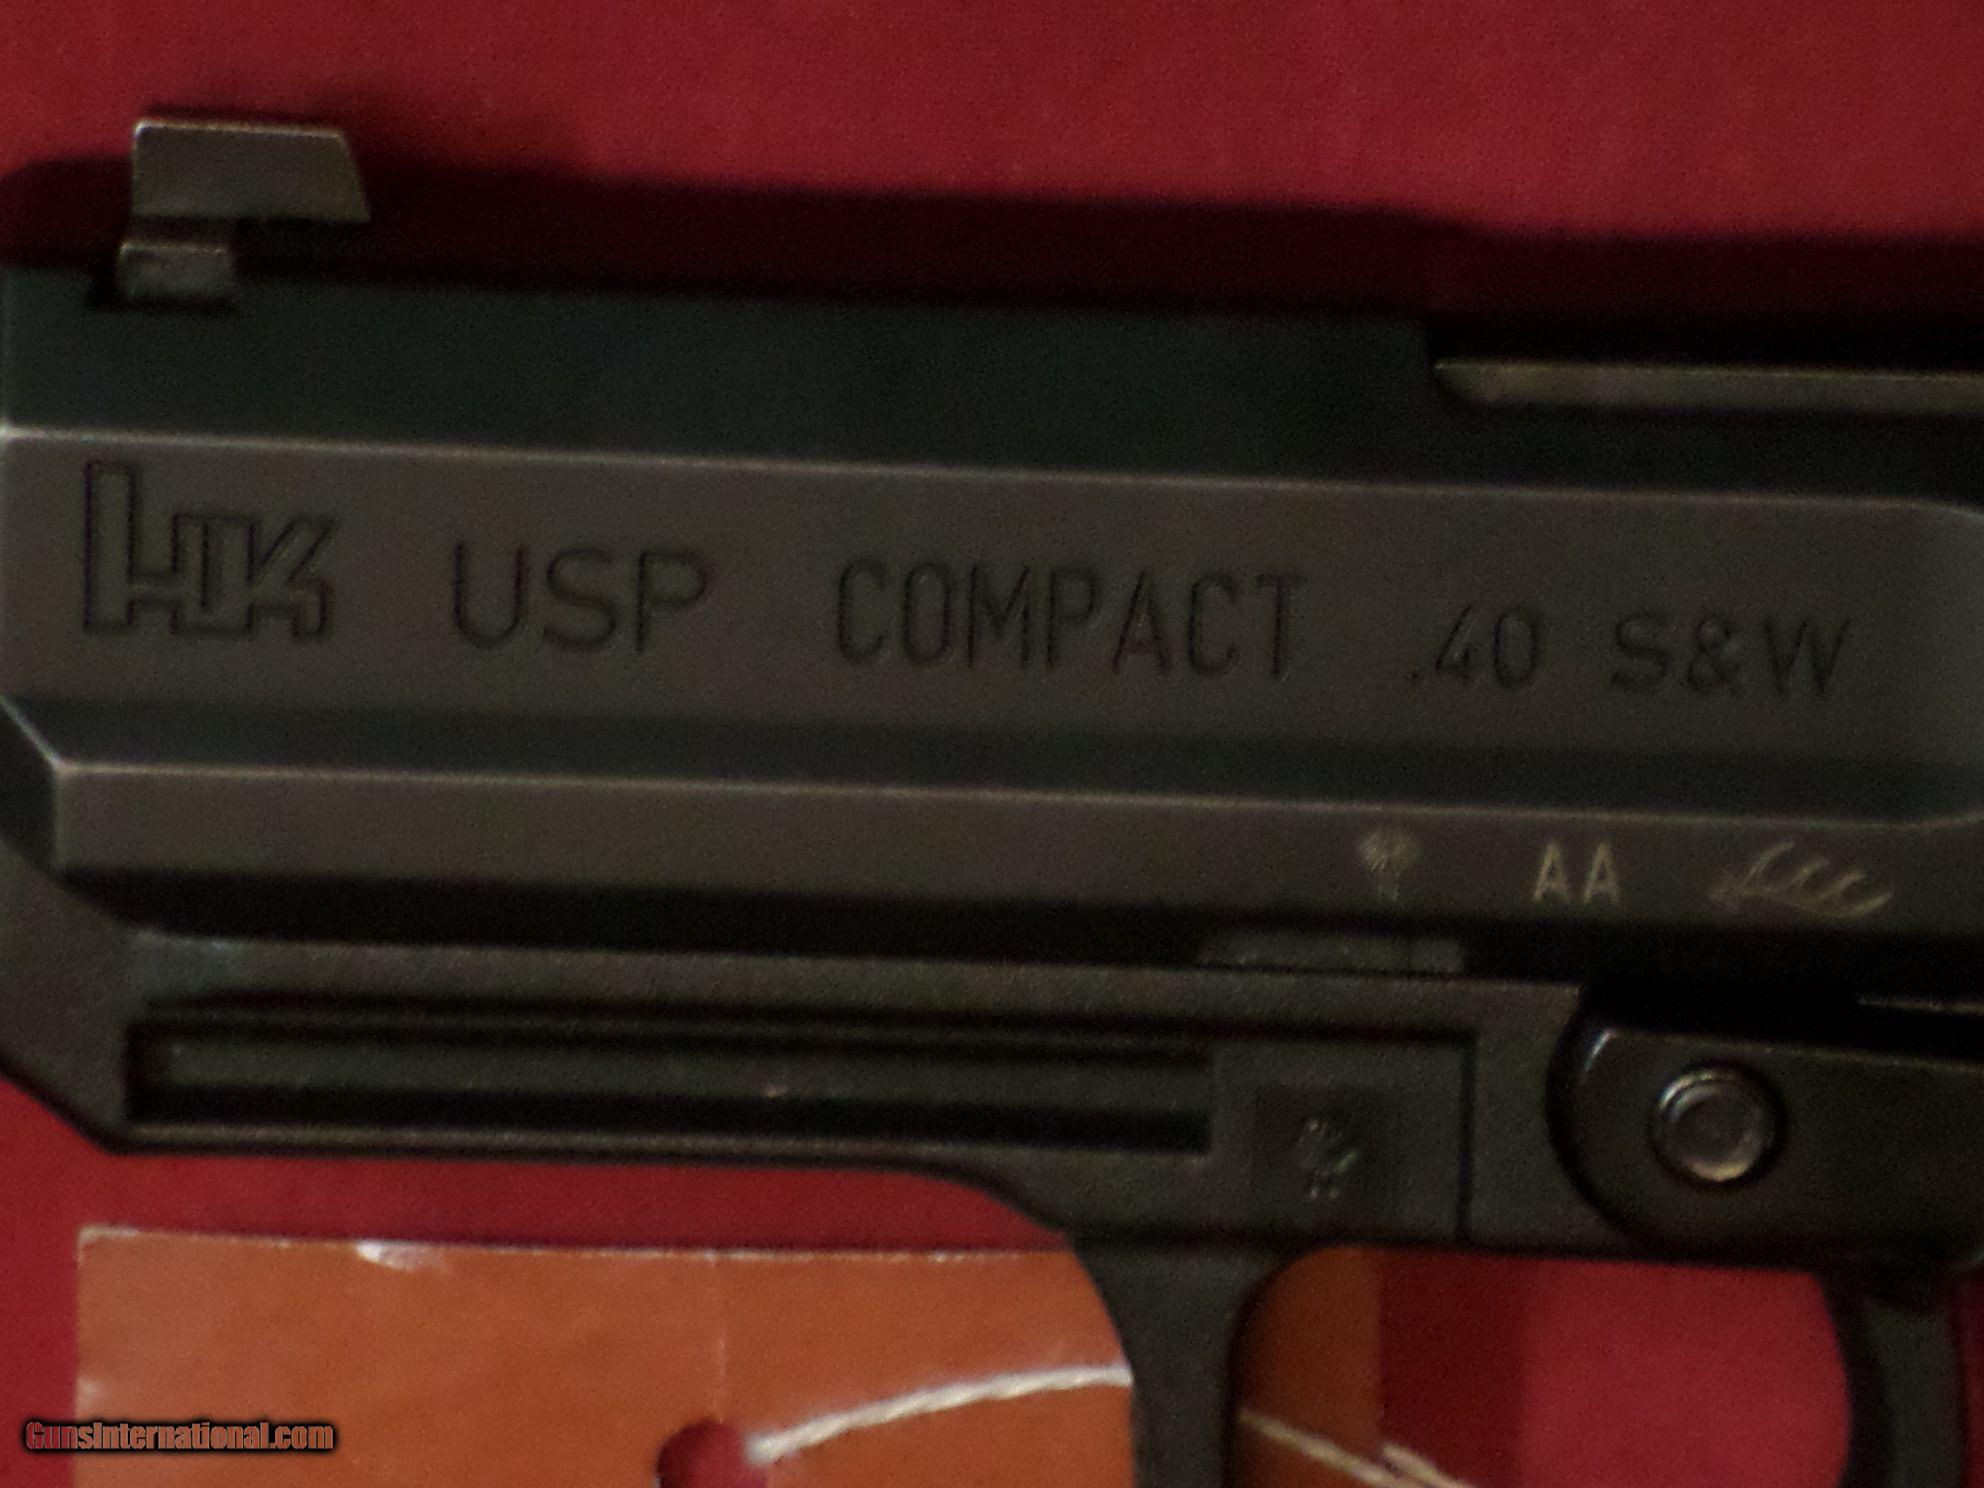 HK USP COMPACT .40 S&W
AA
GunsInternational.com